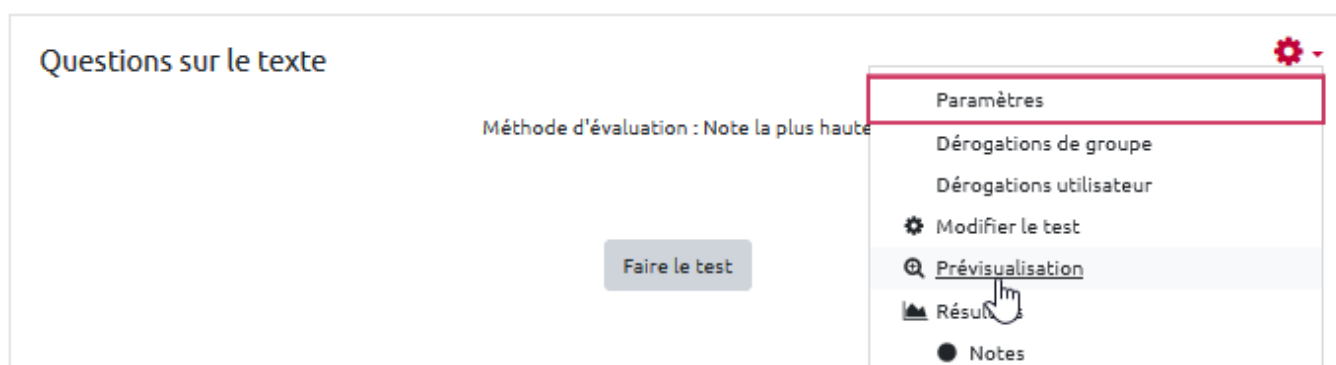 Questions sur le texte
Paramètres
Méthode d'évaluation : Note la plus haute
Dérogations de groupe
Dérogations utilisateur
Modifier le test
Faire le test
Prévisualisation
Notes